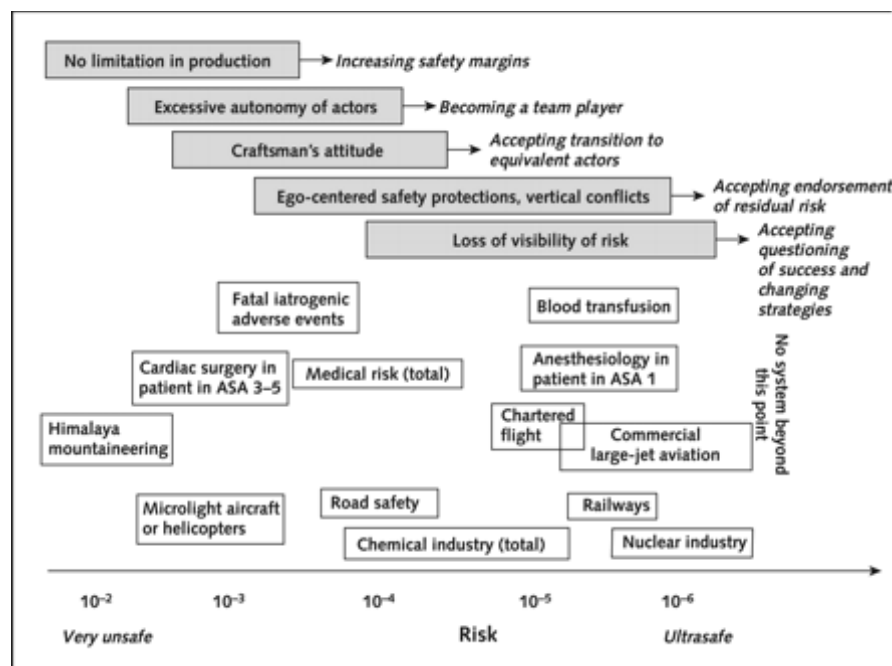 No limitation in production
Increasing safety margins
Excessive autonomy of actors
Becoming a team player
Craftsman's attitude
Accepting transition to
equivalent actors
Ego-centered safety protections, vertical conflicts
Accepting endorsement
of residual risk
Loss of visibility of risk
Accepting
questioning
of success and
changing
strategies
Fatal iatrogenic
adverse events
Blood transfusion
Cardiac surgery in
patient in ASA 3–5
Medical risk (total)
Anesthesiology in
patient in ASA 1
No system beyond
this point
Himalaya
mountaineering
Chartered
flight
Commercial
large-jet aviation
Microlight aircraft
or helicopters
Road safety
Railways
Chemical industry (total)
Nuclear industry
10⁻² 10⁻³ 10⁻⁴ 10⁻⁵ 10⁻⁶
Very unsafe Risk Ultrasafe